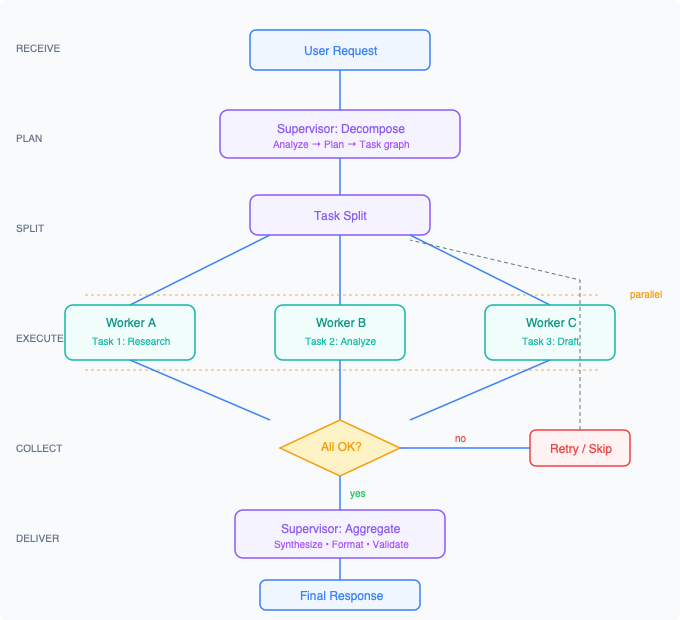 RECEIVE
User Request
PLAN
Supervisor: Decompose
Analyze → Plan → Task graph
SPLIT
Task Split
parallel
EXECUTE
Worker A
Task 1: Research
Worker B
Task 2: Analyze
Worker C
Task 3: Draft
COLLECT
All OK?
no
Retry / Skip
yes
DELIVER
Supervisor: Aggregate
Synthesize • Format • Validate
Final Response